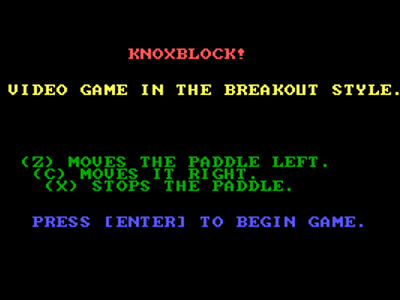 KNOXBLOCK!
VIDEO GAME IN THE BREAKOUT STYLE.
(Z) MOVES THE PADDLE LEFT.
(C) MOVES IT RIGHT.
(X) STOPS THE PADDLE.
PRESS [ENTER] TO BEGIN GAME.